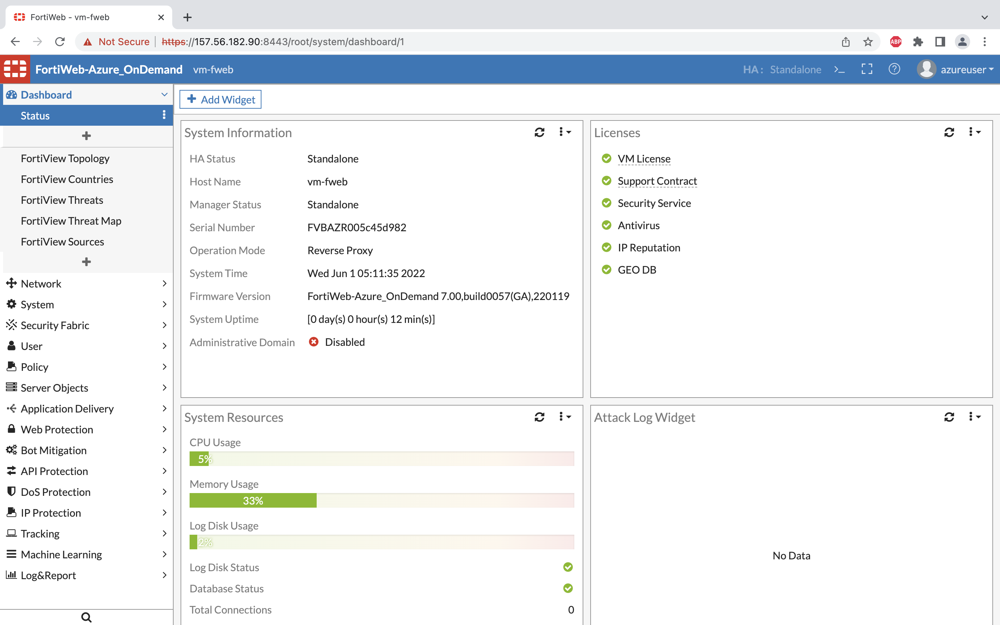 FortiWeb - vm-fweb
Not Secure https://157.56.182.90:8443/root/system/dashboard/1
ABP
FortiWeb-Azure_OnDemand vm-fweb HA: Standalone >_ ? azureuser
Dashboard
Status
FortiView Topology
FortiView Countries
FortiView Threats
FortiView Threat Map
FortiView Sources
Network
System
Security Fabric
User
Policy
Server Objects
Application Delivery
Web Protection
Bot Mitigation
API Protection
DoS Protection
IP Protection
Tracking
Machine Learning
Log&Report
Add Widget
System Information
HA Status Standalone
Host Name vm-fweb
Manager Status Standalone
Serial Number FVBAZR005c45d982
Operation Mode Reverse Proxy
System Time Wed Jun 1 05:11:35 2022
Firmware Version FortiWeb-Azure_OnDemand 7.00,build0057(GA),220119
System Uptime [0 day(s) 0 hour(s) 12 min(s)]
Administrative Domain Disabled
Licenses
VM License
Support Contract
Security Service
Antivirus
IP Reputation
GEO DB
System Resources
CPU Usage
5%
Memory Usage
33%
Log Disk Usage
2%
Log Disk Status
Database Status
Total Connections 0
Attack Log Widget
No Data